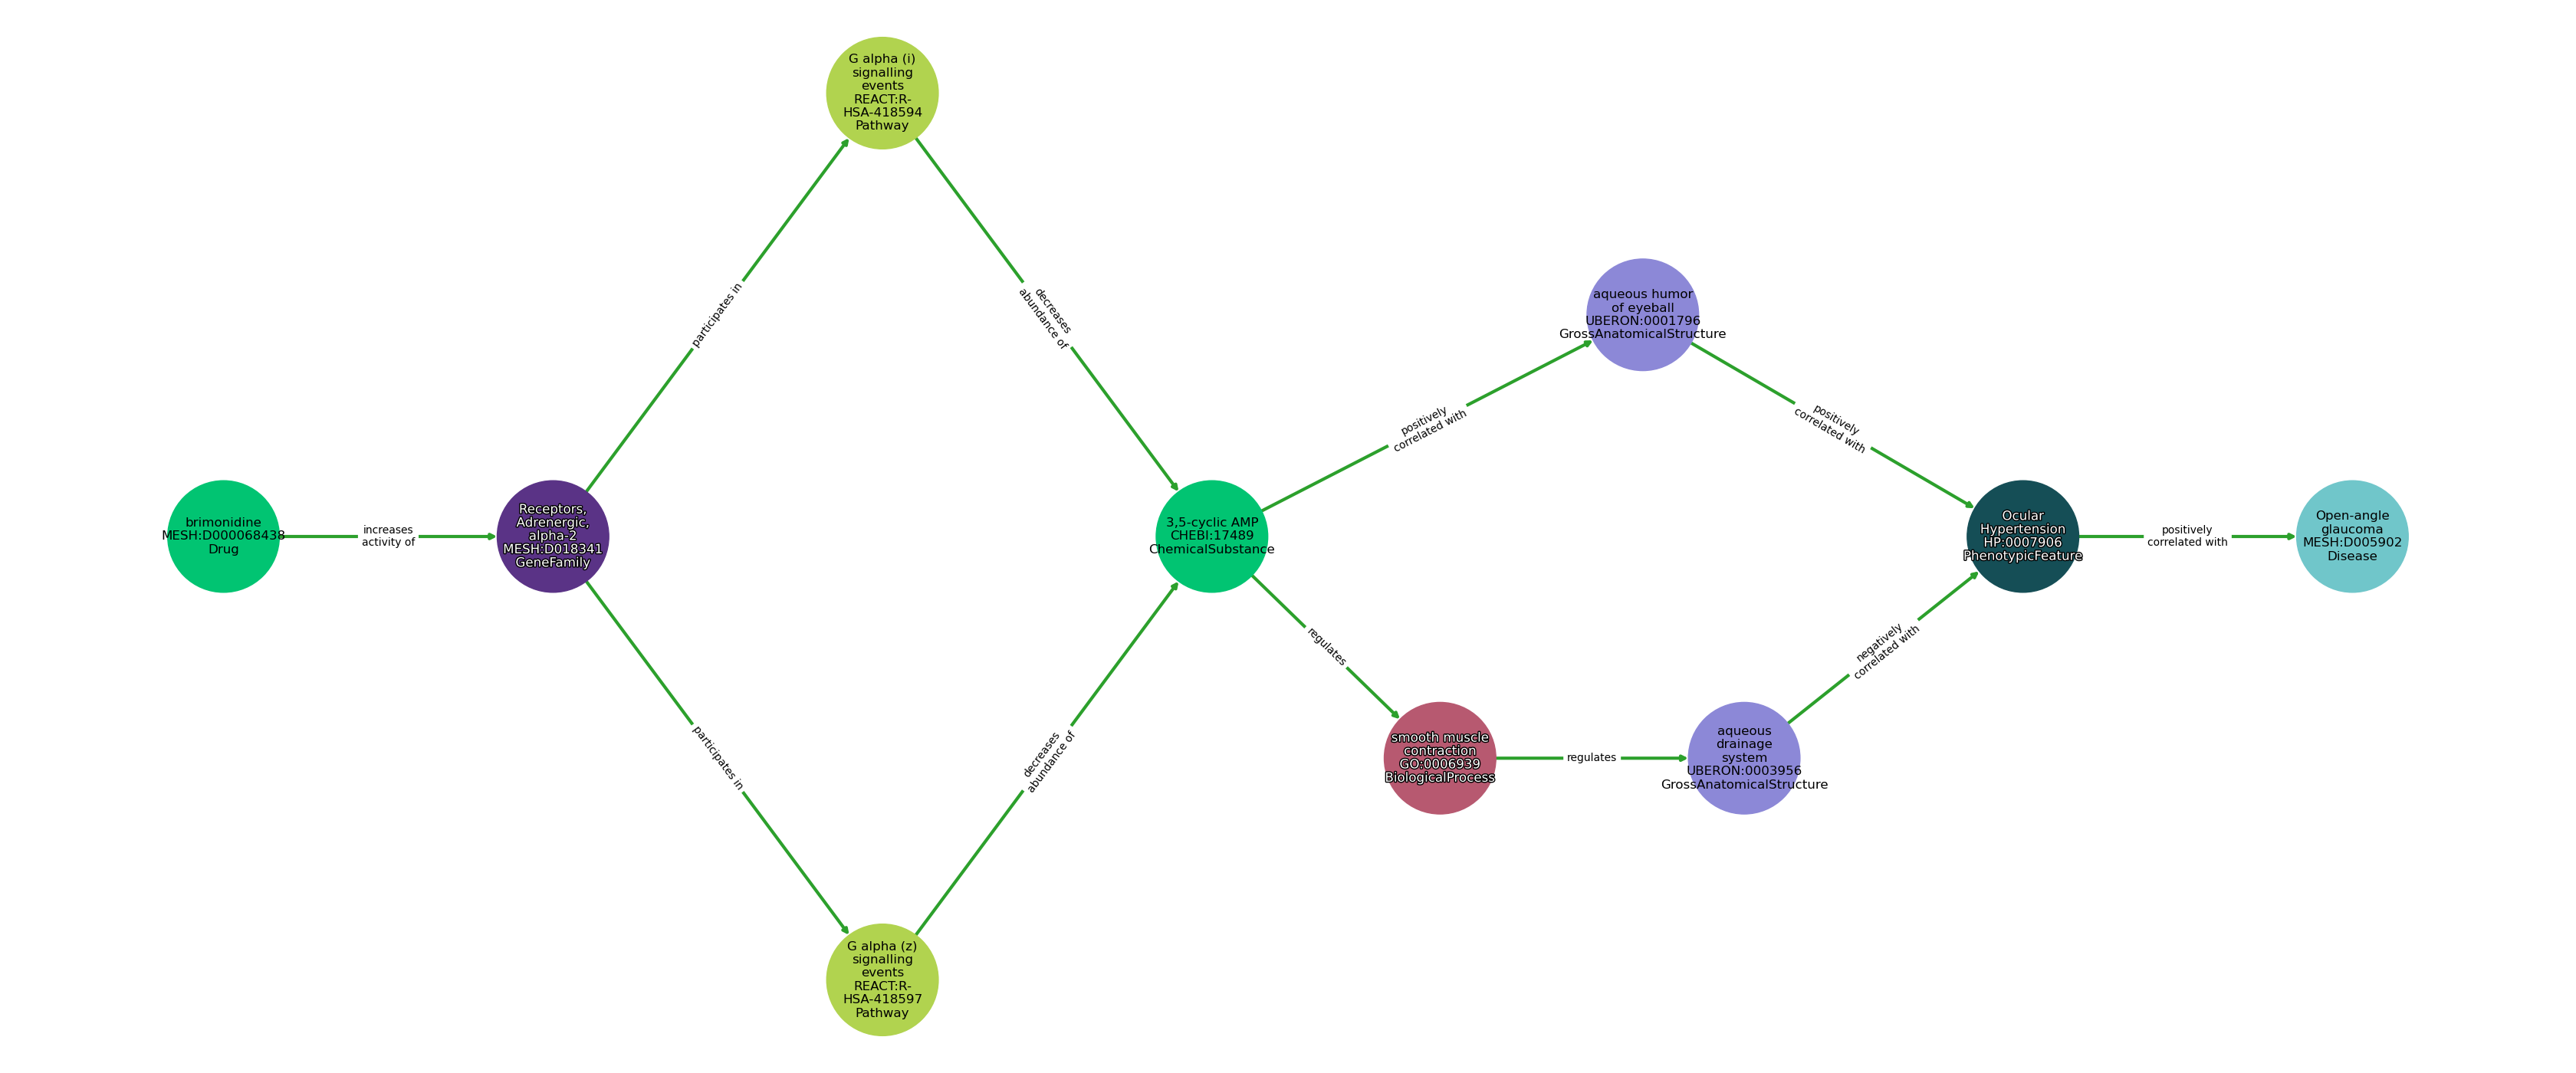 G alpha (i)
signalling
events
REACT:R-
HSA-418594
Pathway
participates in
decreases
abundance of
aqueous humor
of eyeball
UBERON:0001796
GrossAnatomicalStructure
positively
correlated with
positively
correlated with
brimonidine
MESH:D000068438
Drug
increases
activity of
Receptors,
Adrenergic,
alpha-2
MESH:D018341
GeneFamily
3,5-cyclic AMP
CHEBI:17489
ChemicalSubstance
Ocular
Hypertension
HP:0007906
PhenotypicFeature
positively
correlated with
Open-angle
glaucoma
MESH:D005902
Disease
regulates
negatively
correlated with
participates in
decreases
abundance of
smooth muscle
contraction
GO:0006939
BiologicalProcess
regulates
aqueous
drainage
system
UBERON:0003956
GrossAnatomicalStructure
G alpha (z)
signalling
events
REACT:R-
HSA-418597
Pathway